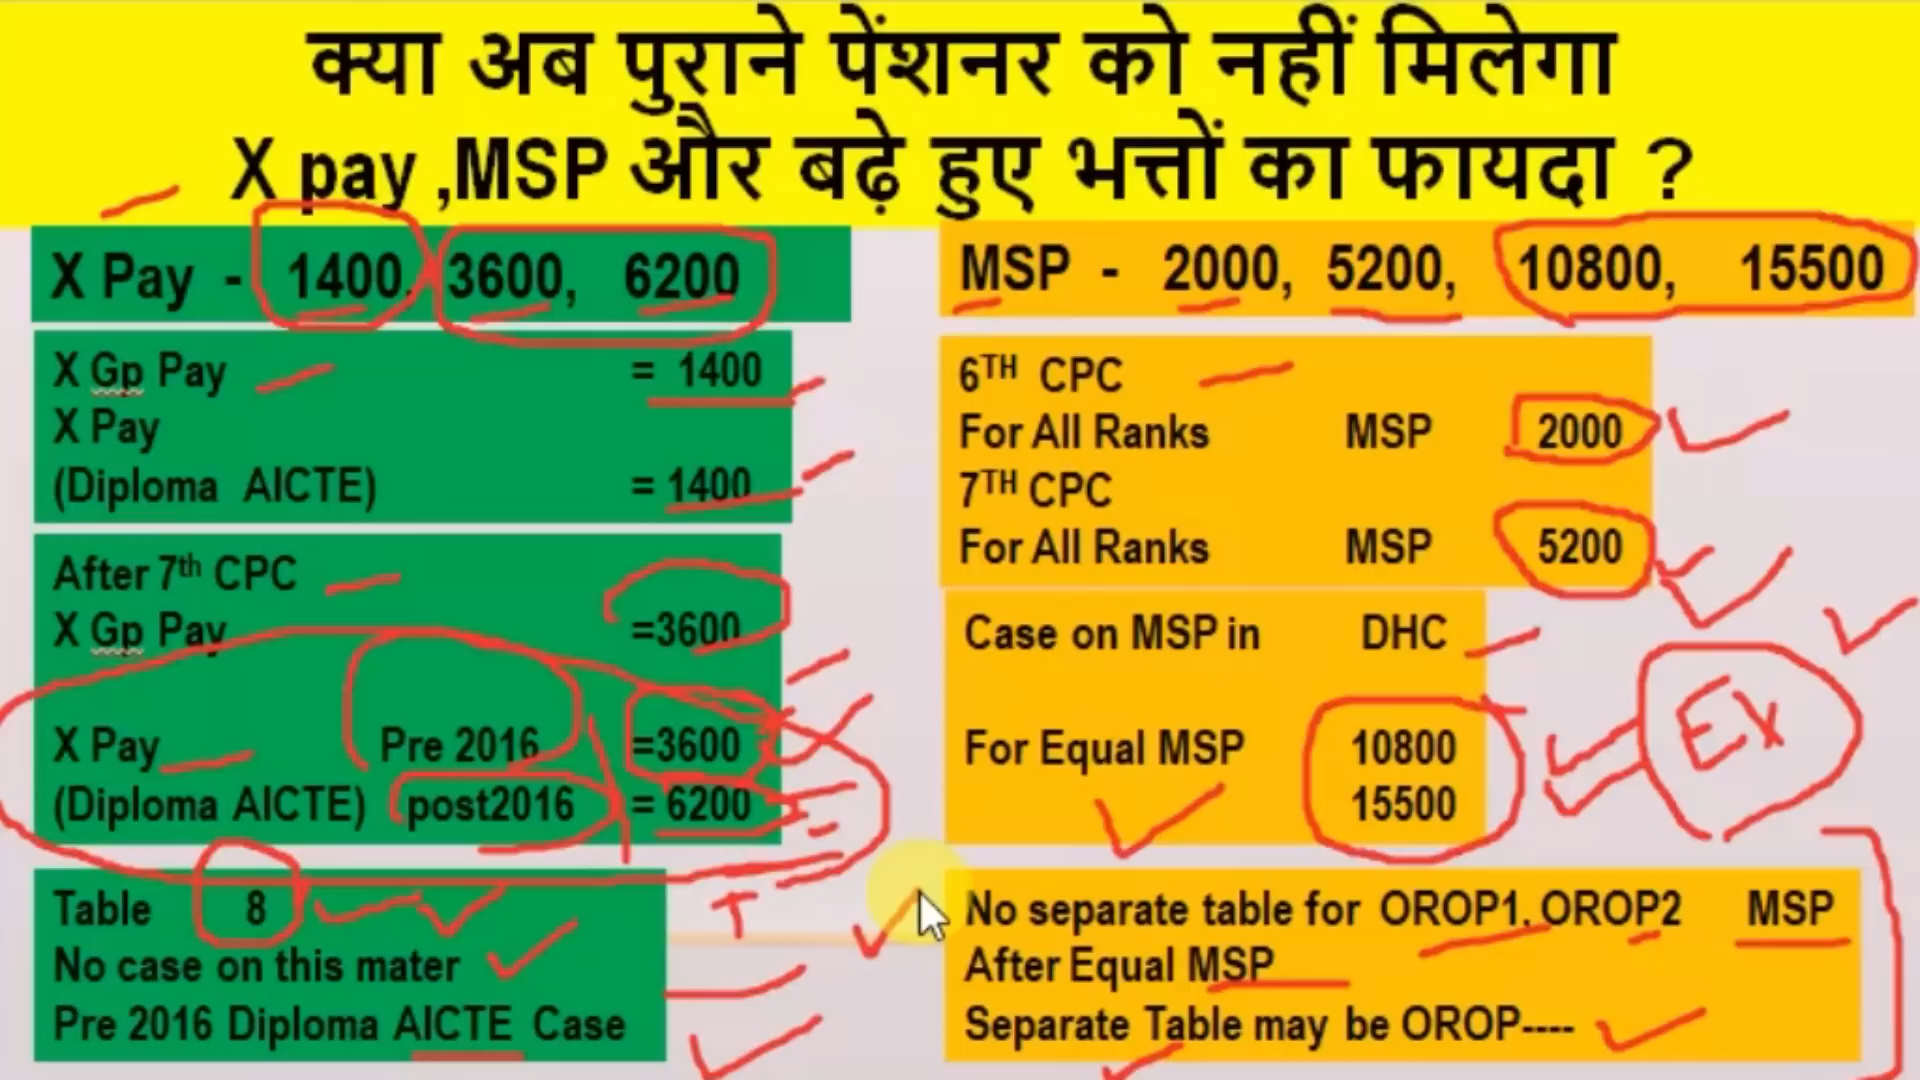 क्या अब पुराने पेंशनर को नहीं मिलेगा
X pay ,MSP और बढ़े हुए भत्तों का फायदा ?
X Pay - 1400, 3600, 6200
X Gp Pay = 1400
X Pay
(Diploma AICTE) = 1400
After 7th CPC
X Gp Pay =3600
X Pay Pre 2016 =3600
(Diploma AICTE) post2016 = 6200
Table 8
No case on this mater
Pre 2016 Diploma AICTE Case
T
MSP - 2000, 5200, 10800, 15500
6TH CPC
For All Ranks MSP 2000
7TH CPC
For All Ranks MSP 5200
Case on MSP in DHC
For Equal MSP 10800
15500
EX
No separate table for OROP1, OROP2 MSP
After Equal MSP
Separate Table may be OROP----